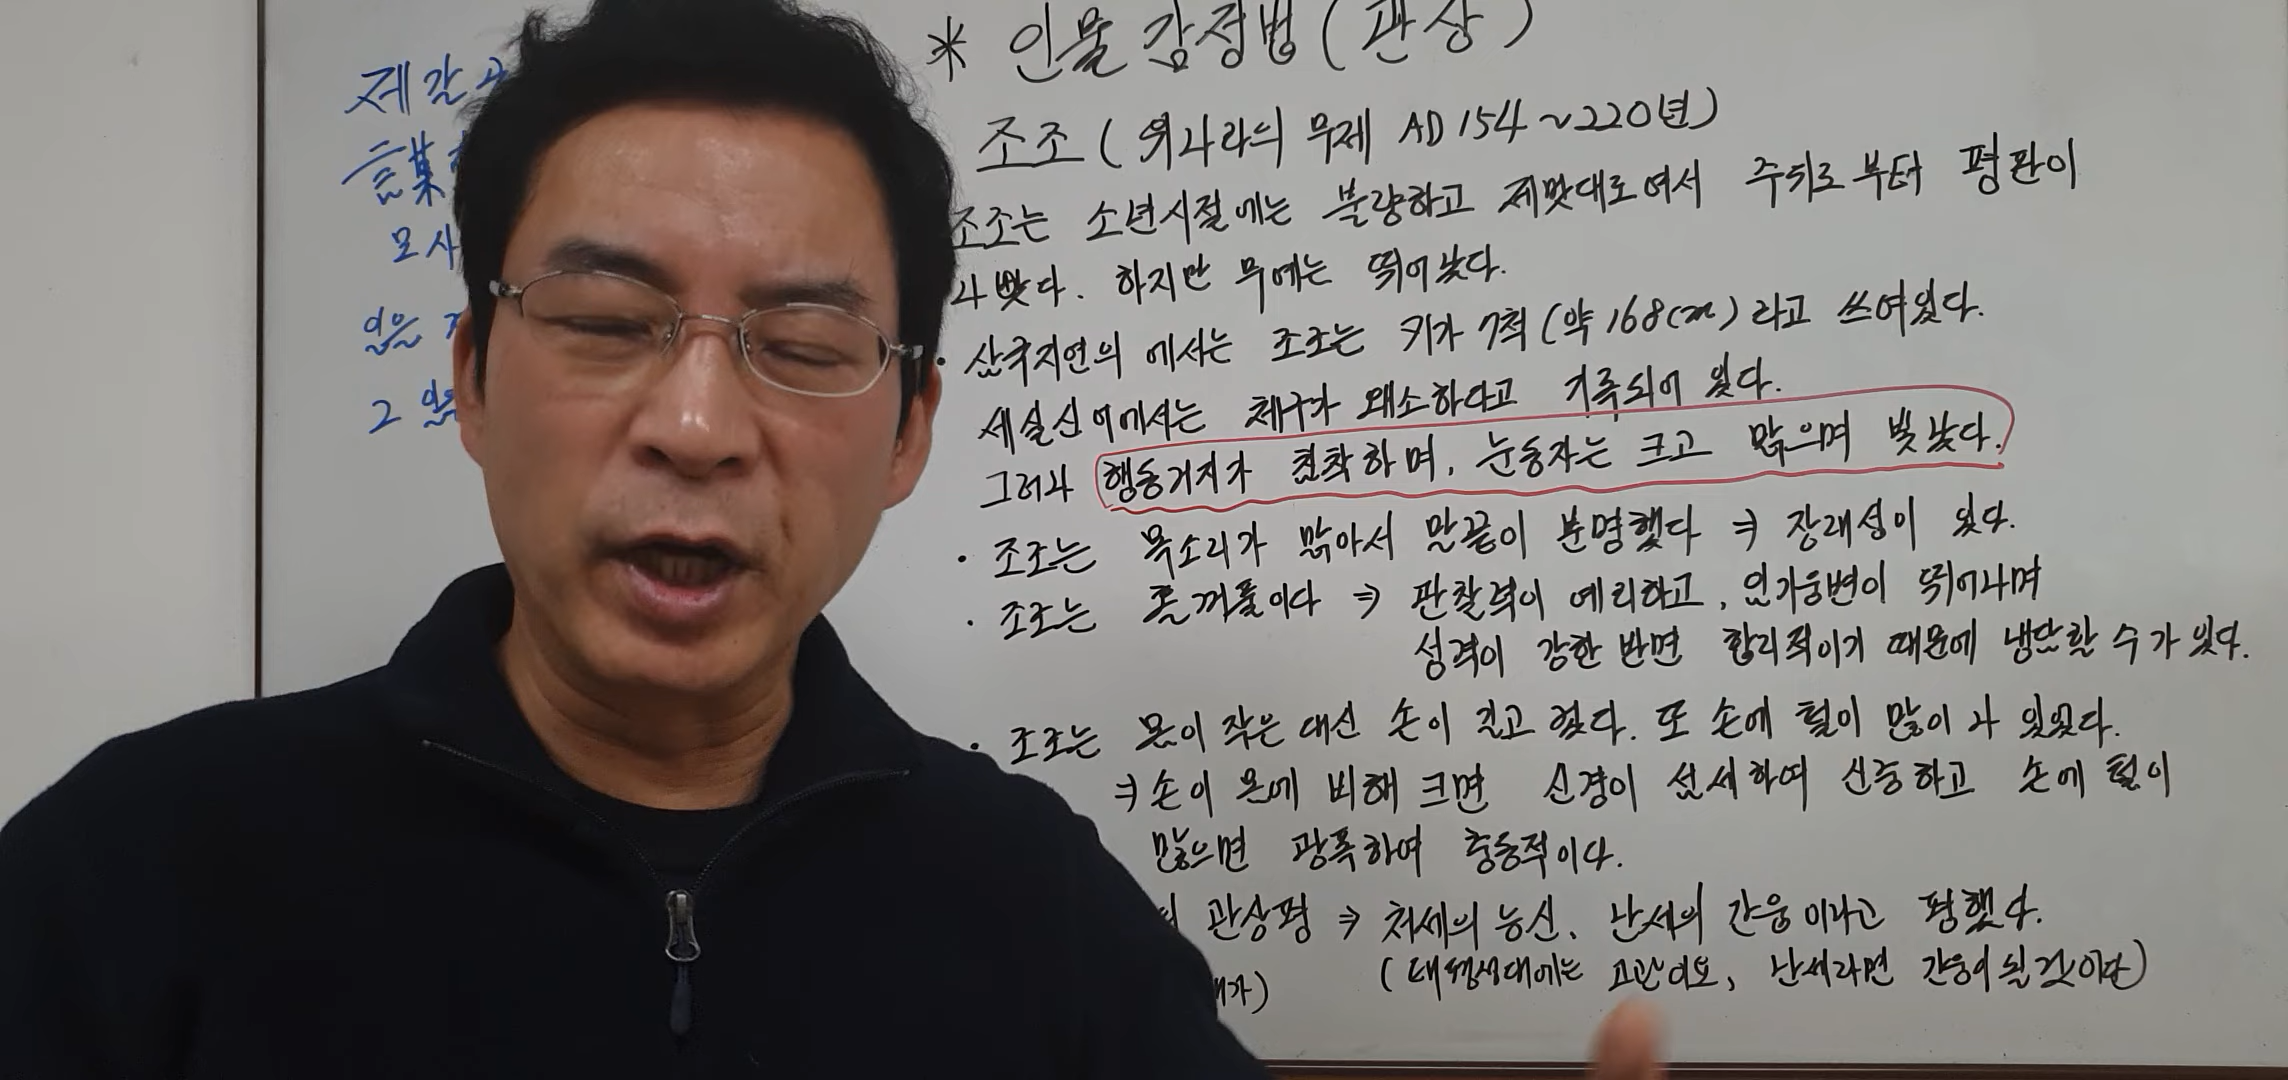 제갈
謀
모사
일은
그
* 인물 감정법 (관상)
조조 (위나라의 무제 AD 154 ~ 220년)
조조는 소년시절에는 불량하고 제멋대로여서 주위로부터 평판이
나빴다. 하지만 무예는 뛰어났다.
· 삼국지연의에서는 조조는 키가 7척 (약 168cm) 라고 쓰여있다.
세설신어에서는 체구가 왜소하다고 기록되어 있다.
그러나 행동거지가 침착하며, 눈동자는 크고 맑으며 빛났다.
· 조조는 목소리가 맑아서 말끝이 분명했다 ⇒ 장래성이 있다.
· 조조는 홑꺼풀이다 ⇒ 관찰력이 예리하고, 임기웅변이 뛰어나며
성격이 강한 반면 합리적이기 때문에 냉담할 수가 있다.
· 조조는 몸이 작은 대신 손이 길고 컸다. 또 손에 털이 많이 나 있었다.
⇒ 손이 몸에 비해 크면 신경이 섬세하여 신중하고 손에 털이
많으면 광폭하여 충동적이다.
관상평 ⇒ 치세의 능신, 난세의 간웅이라고 평했다.
(태평생대에는 고관이요, 난세라면 간웅이 될것이다)
가)